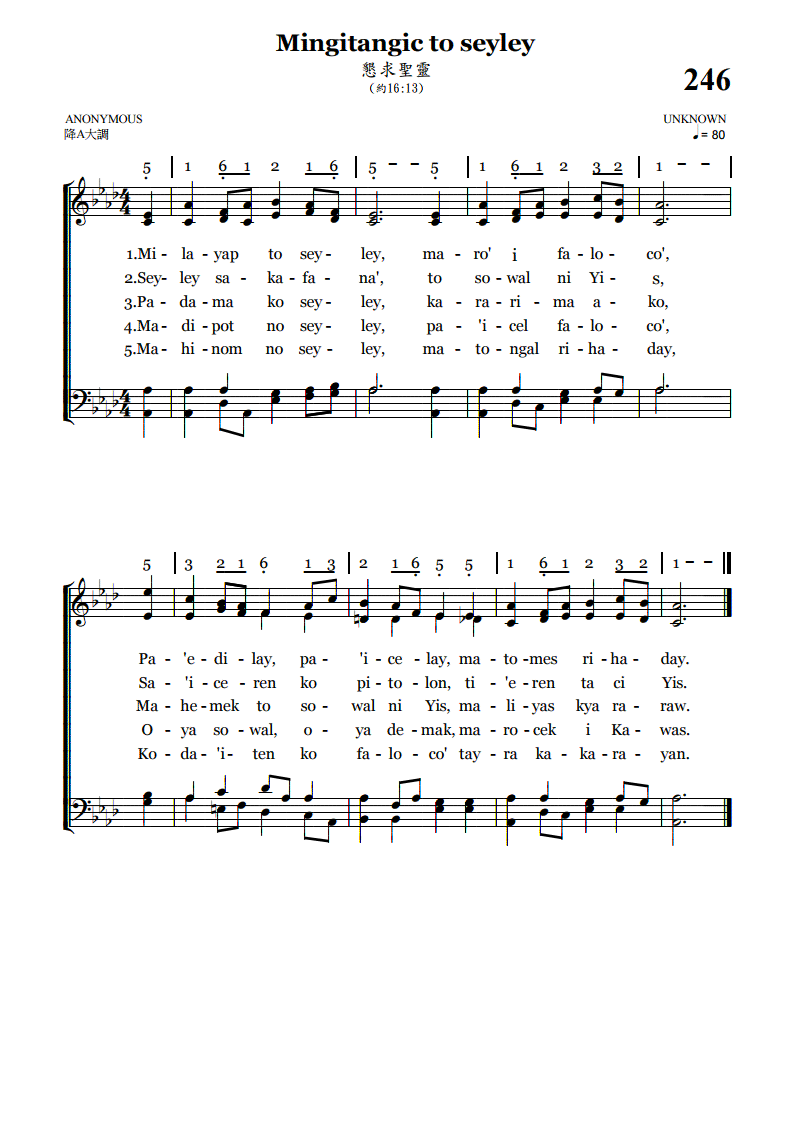 Mingitangic to seyley
懇求聖靈
(約16:13)
246
ANONYMOUS
UNKNOWN
降A大調
♩ = 80
5 | 1 6 1 2 1 6 | 5 - - 5 | 1 6 1 2 3 2 | 1 - - |
1.Mi - la - yap to sey - ley, ma - ro' i fa - lo - co',
2.Sey - ley sa - ka - fa - na', to so - wal ni Yi - s,
3.Pa - da - ma ko sey - ley, ka - ra - ri - ma a - ko,
4.Ma - di - pot no sey - ley, pa - 'i - cel fa - lo - co',
5.Ma - hi - nom no sey - ley, ma - to - ngal ri - ha - day,
5 | 3 2 1 6 1 3 | 2 1 6 5 5 | 1 6 1 2 3 2 | 1 - - ||
Pa - 'e - di - lay, pa - 'i - ce - lay, ma - to - mes ri - ha - day.
Sa - 'i - ce - ren ko pi - to - lon, ti - 'e - ren ta ci Yis.
Ma - he - mek to so - wal ni Yis, ma - li - yas kya ra - raw.
O - ya so - wal, o - ya de - mak, ma - ro - cek i Ka - was.
Ko - da - 'i - ten ko fa - lo - co' tay - ra ka - ka - ra - yan.